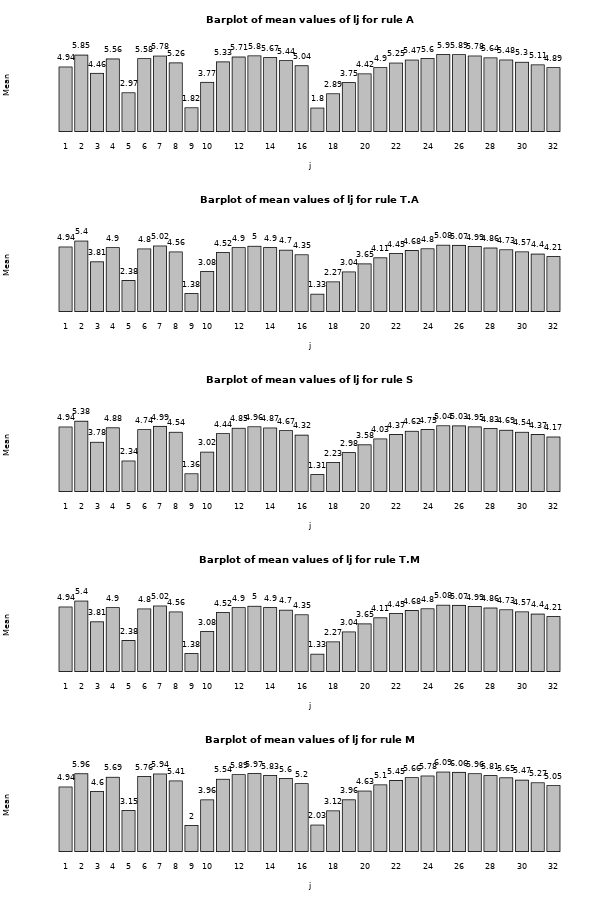 Barplot of mean values of lj for rule A
Mean
4.94 5.85 4.46 5.56 2.97 5.58 5.78 5.26 1.82 3.77 5.33 5.71 5.8 5.67 5.44 5.04 1.8 2.89 3.75 4.42 4.9 5.25 5.47 5.6 5.9 5.89 5.78 5.64 5.48 5.3 5.11 4.89
1 2 3 4 5 6 7 8 9 10 12 14 16 18 20 22 24 26 28 30 32
j
Barplot of mean values of lj for rule T.A
Mean
4.94 5.4 3.81 4.9 2.38 4.8 5.02 4.56 1.38 3.08 4.52 4.9 5 4.9 4.7 4.35 1.33 2.27 3.04 3.65 4.11 4.45 4.68 4.8 5.08 5.07 4.99 4.86 4.73 4.57 4.4 4.21
1 2 3 4 5 6 7 8 9 10 12 14 16 18 20 22 24 26 28 30 32
j
Barplot of mean values of lj for rule S
Mean
4.94 5.38 3.78 4.88 2.34 4.74 4.99 4.54 1.36 3.02 4.44 4.85 4.96 4.87 4.67 4.32 1.31 2.23 2.98 3.58 4.03 4.37 4.62 4.75 5.04 5.03 4.95 4.83 4.69 4.54 4.37 4.17
1 2 3 4 5 6 7 8 9 10 12 14 16 18 20 22 24 26 28 30 32
j
Barplot of mean values of lj for rule T.M
Mean
4.94 5.4 3.81 4.9 2.38 4.8 5.02 4.56 1.38 3.08 4.52 4.9 5 4.9 4.7 4.35 1.33 2.27 3.04 3.65 4.11 4.45 4.68 4.8 5.08 5.07 4.99 4.86 4.73 4.57 4.4 4.21
1 2 3 4 5 6 7 8 9 10 12 14 16 18 20 22 24 26 28 30 32
j
Barplot of mean values of lj for rule M
Mean
4.94 5.96 4.6 5.69 3.15 5.76 5.94 5.41 2 3.96 5.54 5.89 5.97 5.83 5.6 5.2 2.03 3.12 3.96 4.63 5.1 5.45 5.66 5.78 6.09 6.06 5.96 5.81 5.65 5.47 5.27 5.05
1 2 3 4 5 6 7 8 9 10 12 14 16 18 20 22 24 26 28 30 32
j